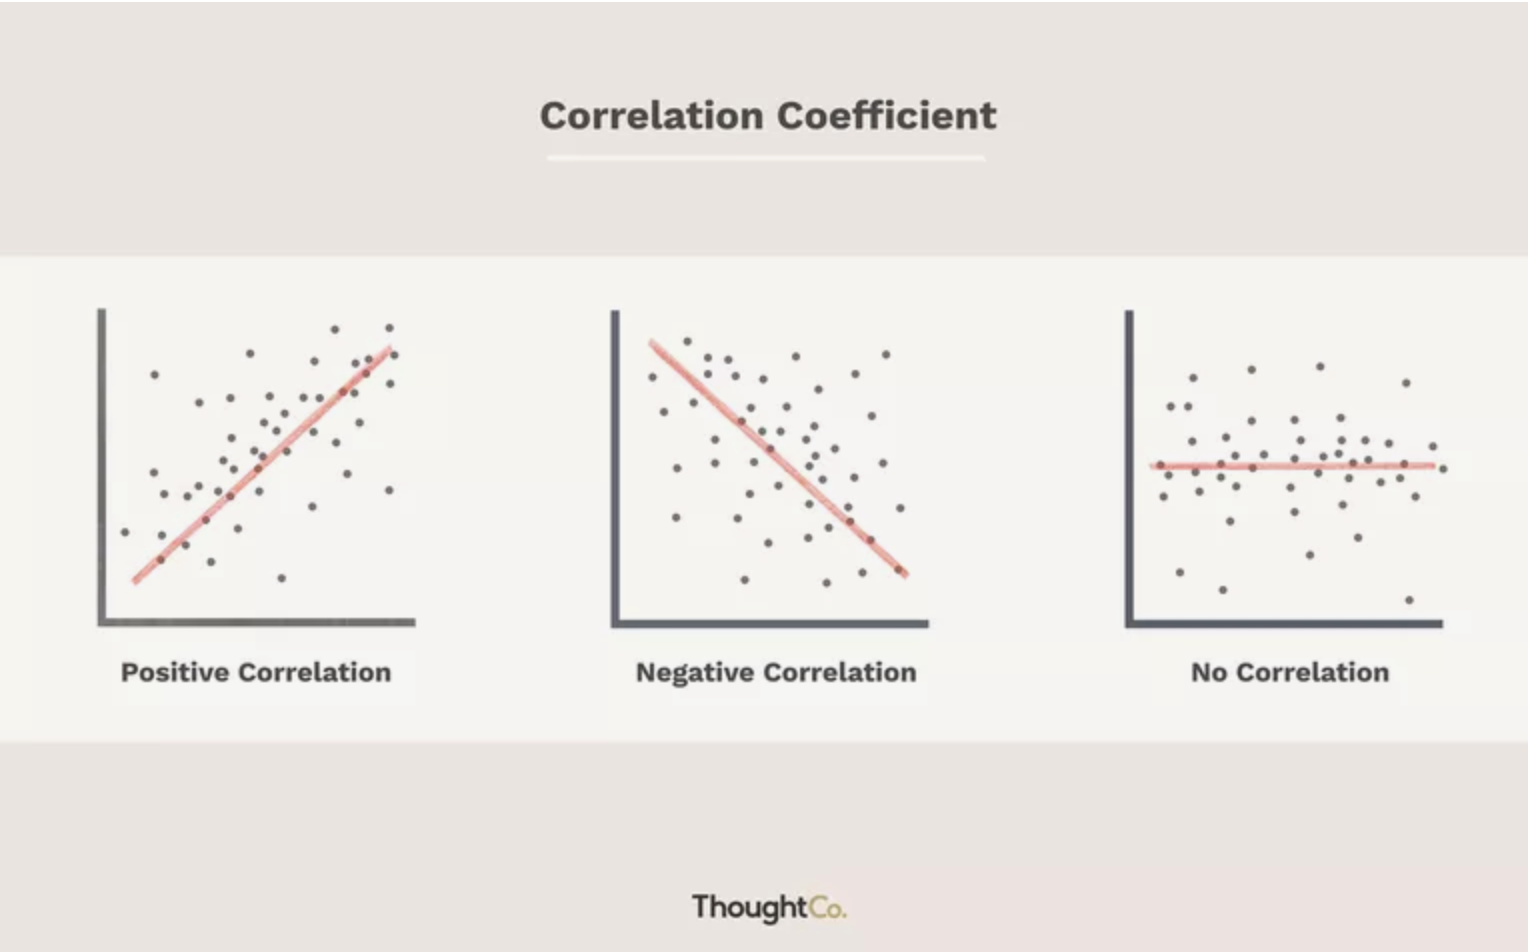 Correlation Coefficient
Positive Correlation
Negative Correlation
No Correlation
ThoughtCo.